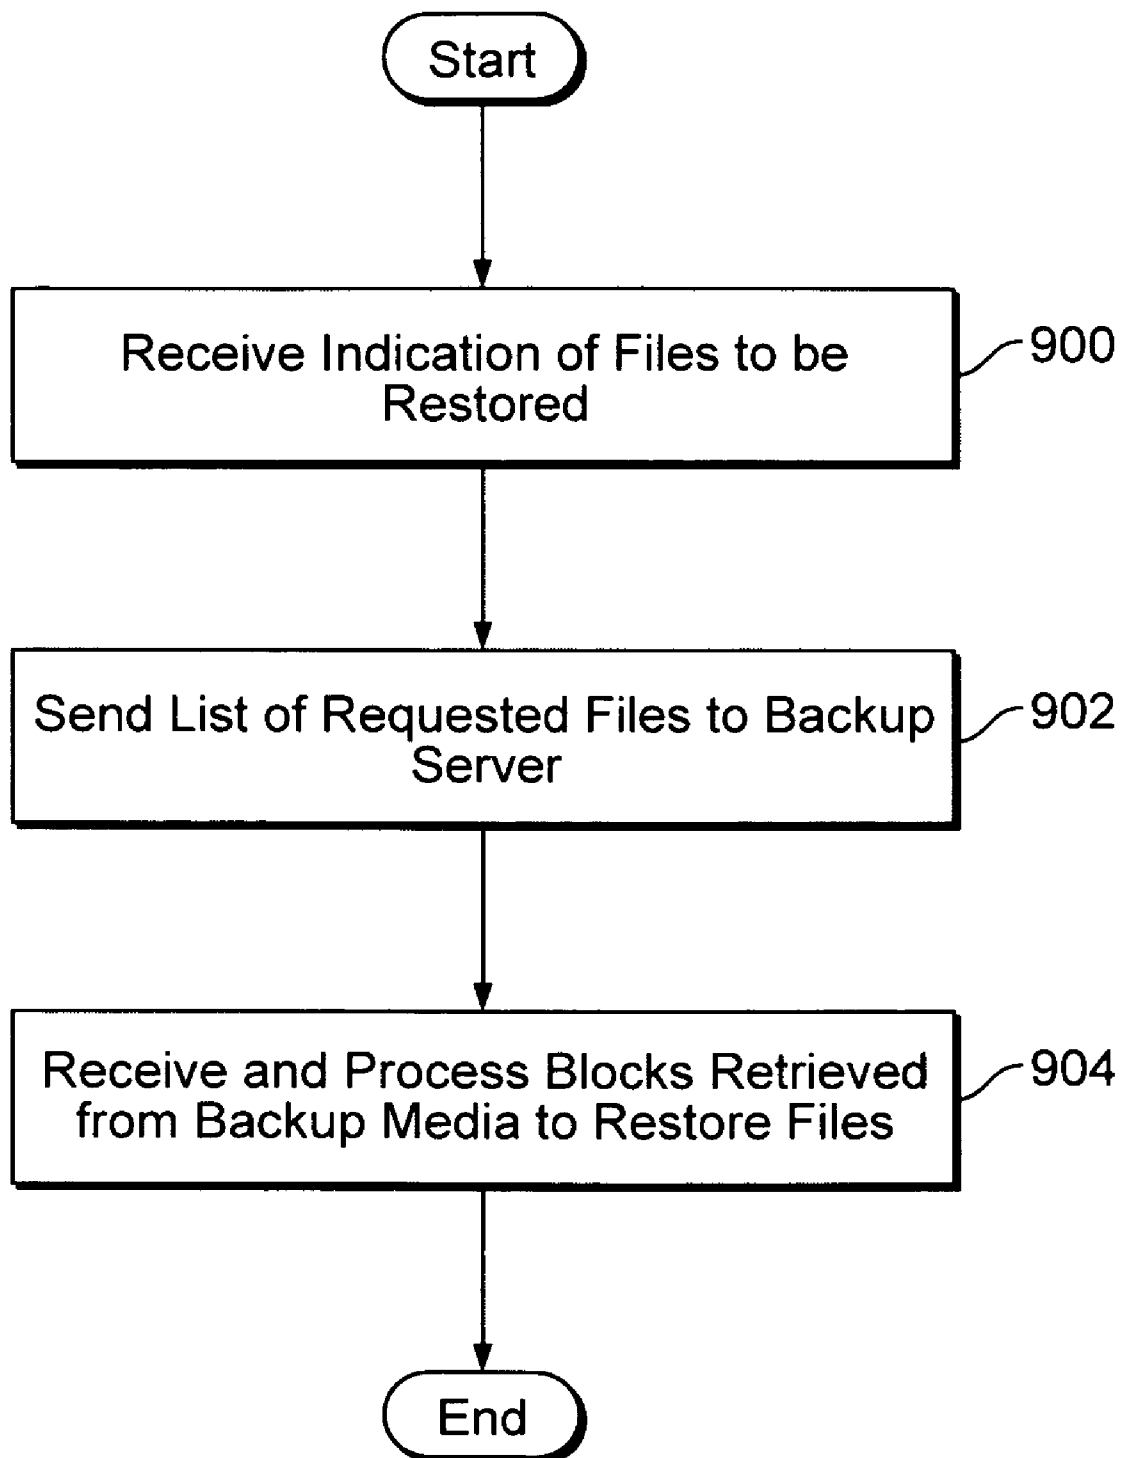 Start
Receive Indication of Files to be
Restored
900
Send List of Requested Files to Backup
Server
902
Receive and Process Blocks Retrieved
from Backup Media to Restore Files
904
End